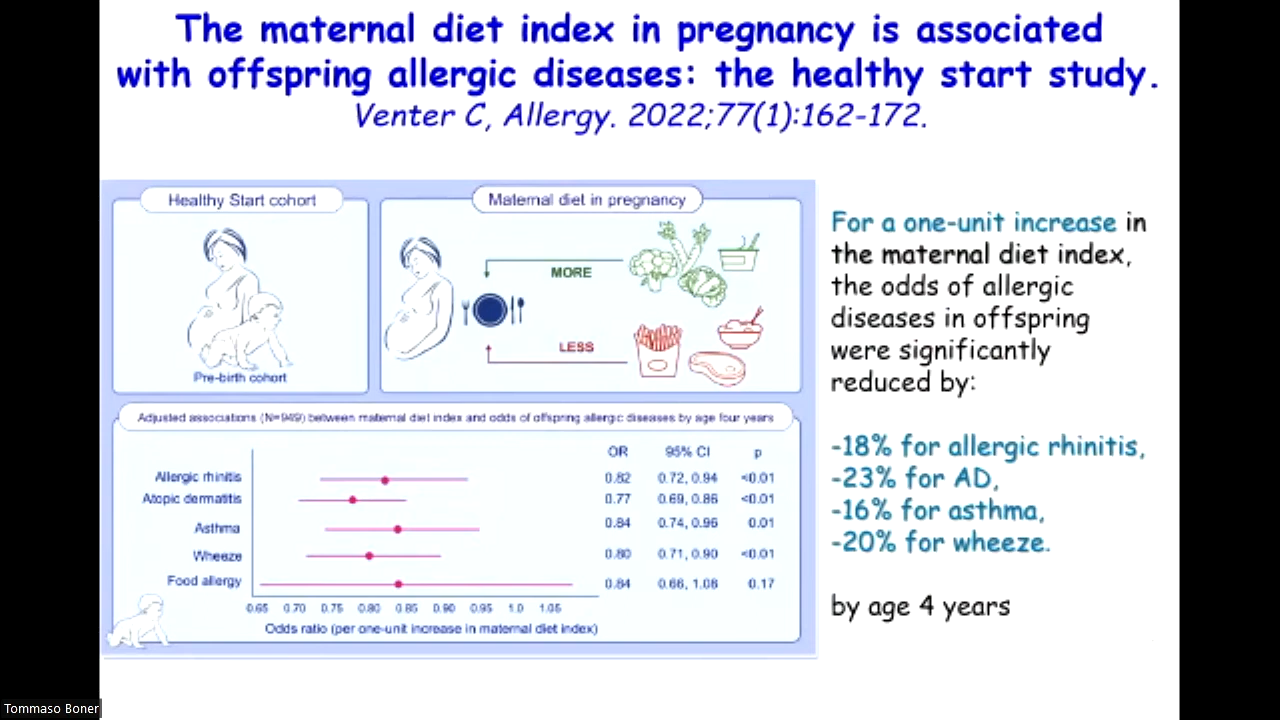 The maternal diet index in pregnancy is associated
with offspring allergic diseases: the healthy start study.
Venter C, Allergy. 2022;77(1):162-172.
Healthy Start cohort
Pre-birth cohort
Maternal diet in pregnancy
MORE
LESS
For a one-unit increase in
the maternal diet index,
the odds of allergic
diseases in offspring
were significantly
reduced by:
-18% for allergic rhinitis,
-23% for AD,
-16% for asthma,
-20% for wheeze.
by age 4 years
Adjusted associations (N=949) between maternal diet index and odds of offspring allergic diseases by age four years
OR 95% CI p
Allergic rhinitis 0.82 0.72, 0.94 <0.01
Atopic dermatitis 0.77 0.69, 0.86 <0.01
Asthma 0.84 0.74, 0.96 0.01
Wheeze 0.80 0.71, 0.90 <0.01
Food allergy 0.84 0.66, 1.08 0.17
0.65 0.70 0.75 0.80 0.85 0.90 0.95 1.0 1.05
Odds ratio (per one-unit increase in maternal diet index)
Tommaso Boner